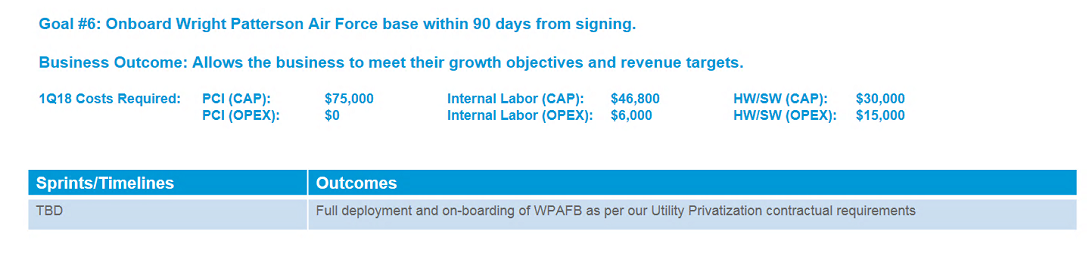 Goal #6: Onboard Wright Patterson Air Force base within 90 days from signing.
Business Outcome: Allows the business to meet their growth objectives and revenue targets.
1Q18 Costs Required: PCI (CAP): $75,000 Internal Labor (CAP): $46,800 HW/SW (CAP): $30,000
PCI (OPEX): $0 Internal Labor (OPEX): $6,000 HW/SW (OPEX): $15,000
Sprints/Timelines Outcomes
TBD Full deployment and on-boarding of WPAFB as per our Utility Privatization contractual requirements